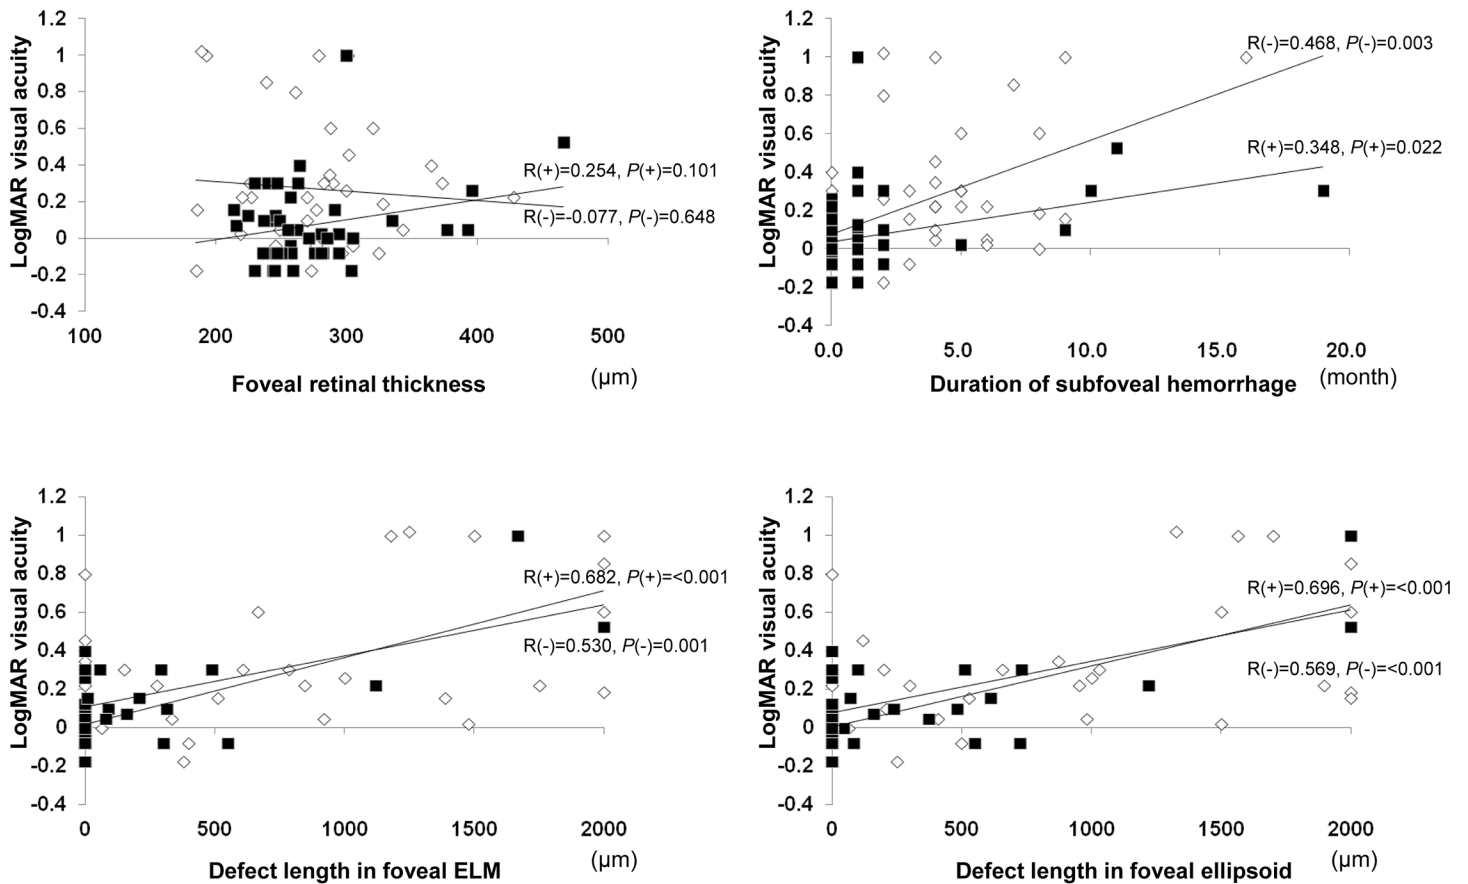 LogMAR visual acuity
1.2
1
0.8
0.6
0.4
0.2
0
-0.2
-0.4
R(+)=0.254, P(+)=0.101
R(-)=-0.077, P(-)=0.648
100 200 300 400 500
Foveal retinal thickness (μm)
LogMAR visual acuity
1.2
1
0.8
0.6
0.4
0.2
0
-0.2
-0.4
R(-)=0.468, P(-)=0.003
R(+)=0.348, P(+)=0.022
0.0 5.0 10.0 15.0 20.0
Duration of subfoveal hemorrhage (month)
LogMAR visual acuity
1.2
1
0.8
0.6
0.4
0.2
0
-0.2
-0.4
R(+)=0.682, P(+)=<0.001
R(-)=0.530, P(-)=0.001
0 500 1000 1500 2000
Defect length in foveal ELM (μm)
LogMAR visual acuity
1.2
1
0.8
0.6
0.4
0.2
0
-0.2
-0.4
R(+)=0.696, P(+)=<0.001
R(-)=0.569, P(-)=<0.001
0 500 1000 1500 2000
Defect length in foveal ellipsoid (μm)